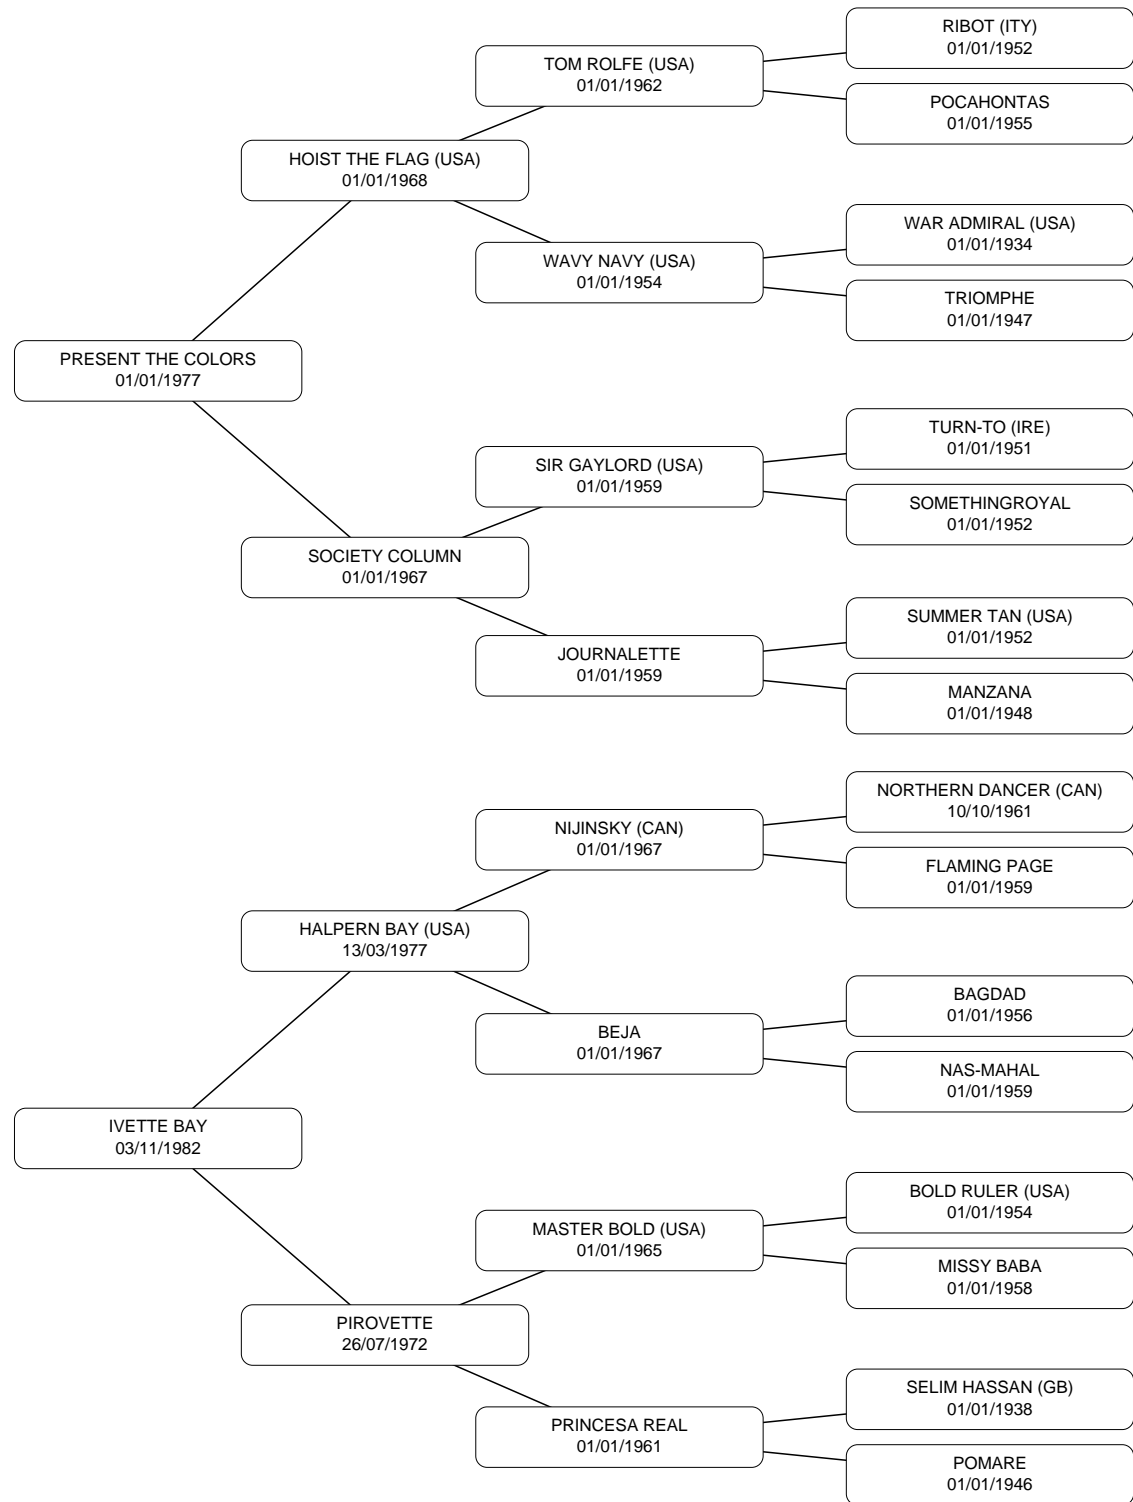 RIBOT (ITY)
01/01/1952
TOM ROLFE (USA)
01/01/1962
POCAHONTAS
01/01/1955
HOIST THE FLAG (USA)
01/01/1968
WAR ADMIRAL (USA)
01/01/1934
WAVY NAVY (USA)
01/01/1954
TRIOMPHE
01/01/1947
PRESENT THE COLORS
01/01/1977
TURN-TO (IRE)
01/01/1951
SIR GAYLORD (USA)
01/01/1959
SOMETHINGROYAL
01/01/1952
SOCIETY COLUMN
01/01/1967
SUMMER TAN (USA)
01/01/1952
JOURNALETTE
01/01/1959
MANZANA
01/01/1948
NORTHERN DANCER (CAN)
10/10/1961
NIJINSKY (CAN)
01/01/1967
FLAMING PAGE
01/01/1959
HALPERN BAY (USA)
13/03/1977
BAGDAD
01/01/1956
BEJA
01/01/1967
NAS-MAHAL
01/01/1959
IVETTE BAY
03/11/1982
BOLD RULER (USA)
01/01/1954
MASTER BOLD (USA)
01/01/1965
MISSY BABA
01/01/1958
PIROVETTE
26/07/1972
SELIM HASSAN (GB)
01/01/1938
PRINCESA REAL
01/01/1961
POMARE
01/01/1946